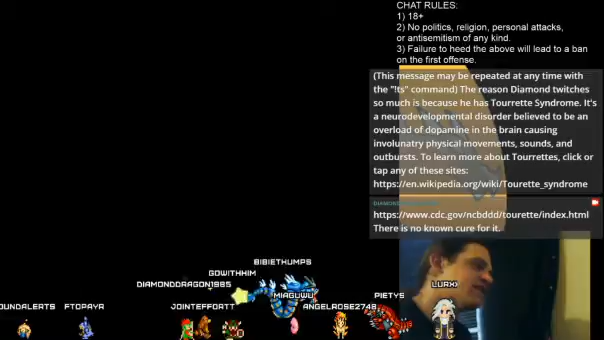 CHAT RULES:
1) 18+
2) No politics, religion, personal attacks,
or antisemitism of any kind.
3) Failure to heed the above will lead to a ban
on the first offense.
(This message may be repeated at any time with
the "!ts" command) The reason Diamond twitches
so much is because he has Tourrette Syndrome. It's
a neurodevelopmental disorder believed to be an
overload of dopamine in the brain causing
involunatry physical movements, sounds, and
outbursts. To learn more about Tourrettes, click or
tap any of these sites:
https://en.wikipedia.org/wiki/Tourette_syndrome
https://www.cdc.gov/ncbddd/tourette/index.html
There is no known cure for it.
BIBIETHUMPS
GOWITHHIM
DIAMONDDRAGON1985
MIAGUWU
LURXX
PIETYS
OUNDALERTS
FTOPAYA
JOINTEFFORTT
ANGELROSE2748